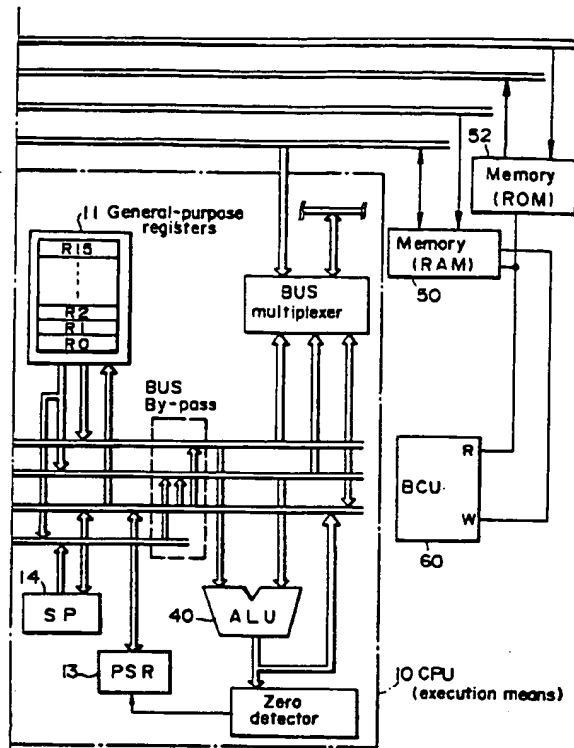 52
Memory
(ROM)
11 General-purpose
registers
R15
R2
R1
R0
Memory
(RAM)
50
BUS
multiplexer
BUS
By-pass
R
BCU
W
60
14
SP
40
ALU
13
PSR
Zero
detector
10 CPU
(execution means)